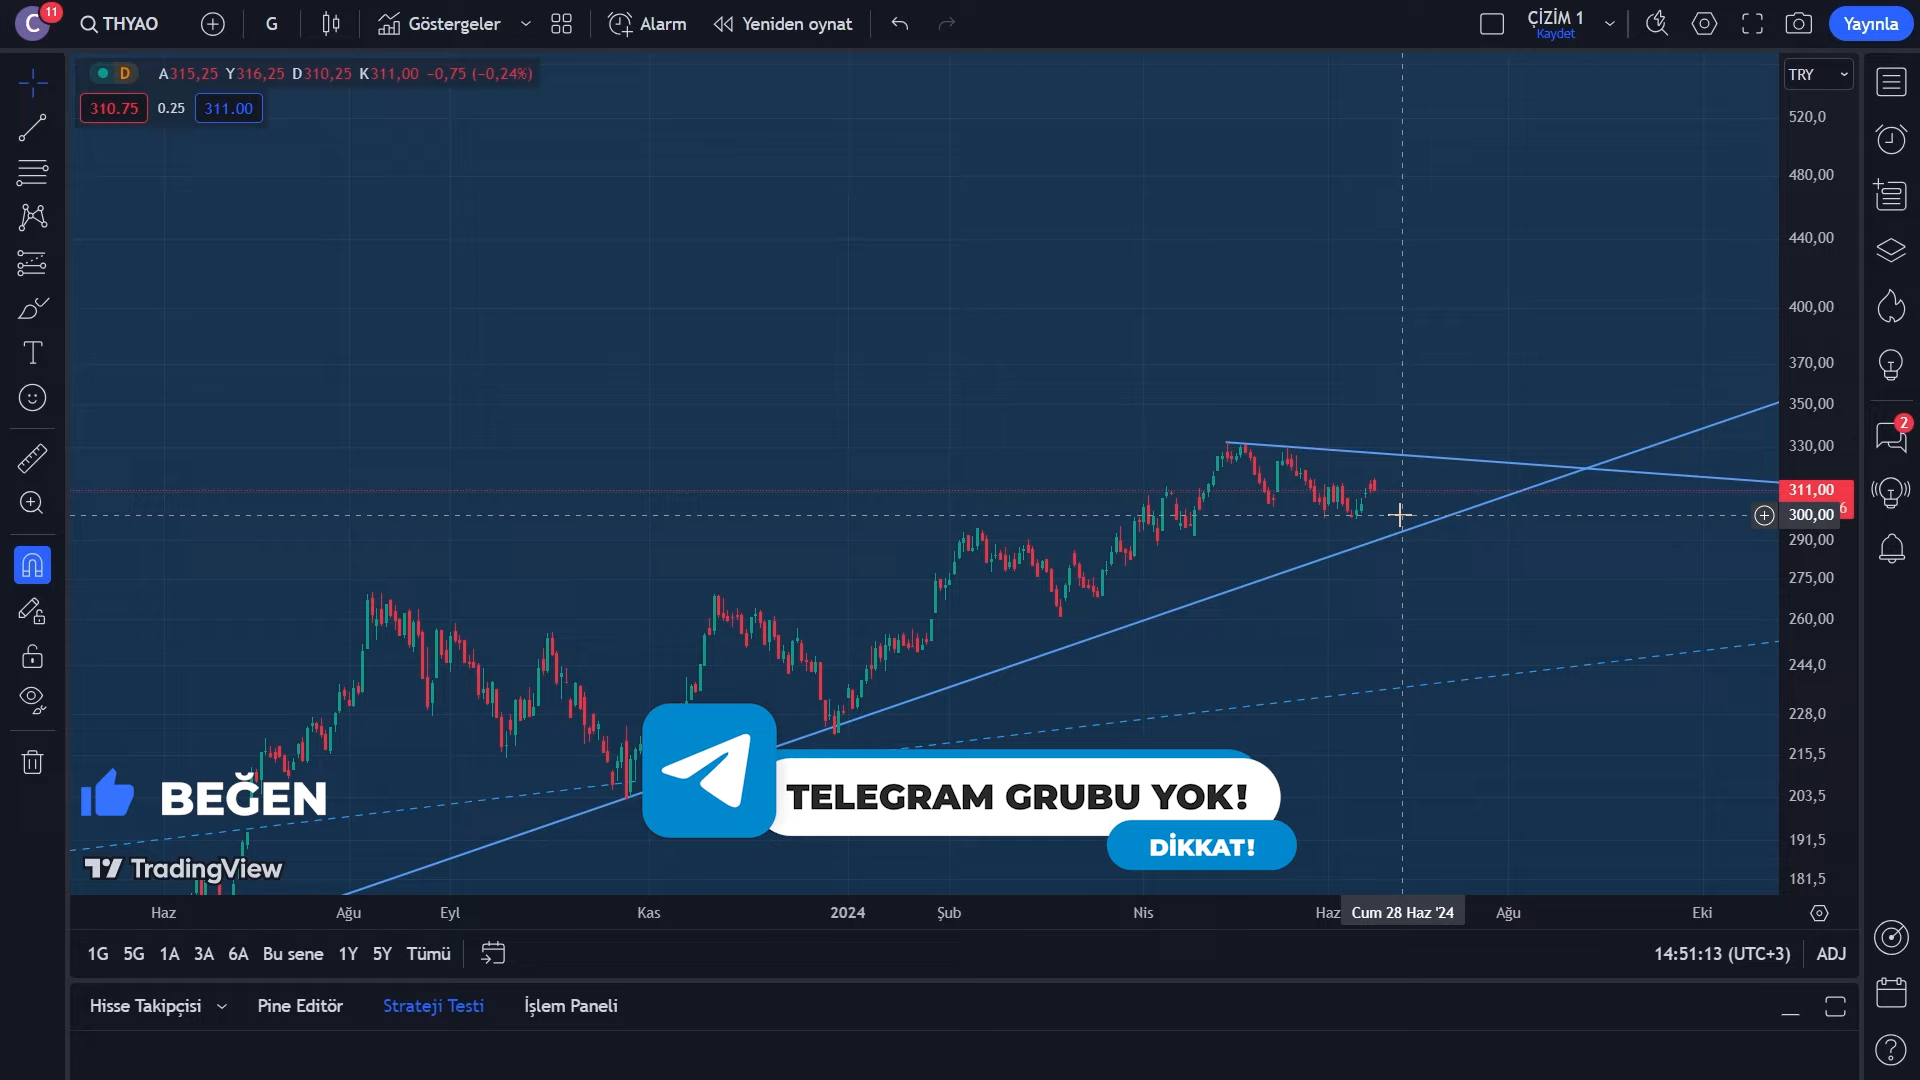 C 11 THYAO G Göstergeler Alarm Yeniden oynat ÇİZİM 1 Kaydet Yayınla
D A315,25 Y316,25 D310,25 K311,00 −0,75 (−0,24%)
310.75 0.25 311.00
TRY
520,0
480,00
440,00
400,00
370,00
350,00
2
330,00
311,00
300,00
6
290,00
275,00
260,00
244,0
228,0
215,5
203,5
191,5
181,5
BEĞEN
TELEGRAM GRUBU YOK!
DİKKAT!
TradingView
Haz Ağu Eyl Kas 2024 Şub Nis Haz Cum 28 Haz '24 Ağu Eki
1G 5G 1A 3A 6A Bu sene 1Y 5Y Tümü 14:51:13 (UTC+3) ADJ
Hisse Takipçisi Pine Editör Strateji Testi İşlem Paneli